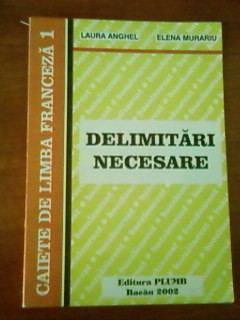 LAURA ANGHEL ELENA MURARIU
CAIETE DE LIMBA FRANCEZĂ 1
DELIMITĂRI
NECESARE
Editura PLUMB
Bacău 2002